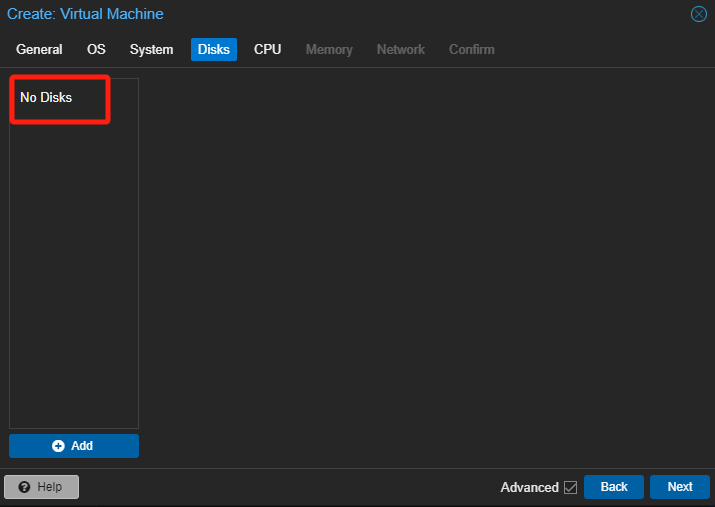 Create: Virtual Machine
General OS System Disks CPU Memory Network Confirm
No Disks
Add
Help Advanced Back Next